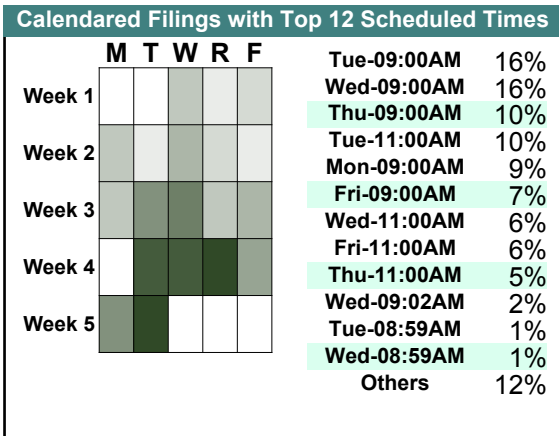 Calendared Filings with Top 12 Scheduled Times
M T W R F
Week 1
Week 2
Week 3
Week 4
Week 5
Tue-09:00AM 16%
Wed-09:00AM 16%
Thu-09:00AM 10%
Tue-11:00AM 10%
Mon-09:00AM 9%
Fri-09:00AM 7%
Wed-11:00AM 6%
Fri-11:00AM 6%
Thu-11:00AM 5%
Wed-09:02AM 2%
Tue-08:59AM 1%
Wed-08:59AM 1%
Others 12%